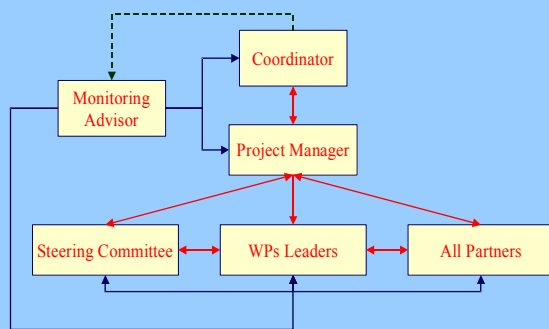 Coordinator
Monitoring
Advisor
Project Manager
Steering Committee
WPs Leaders
All Partners